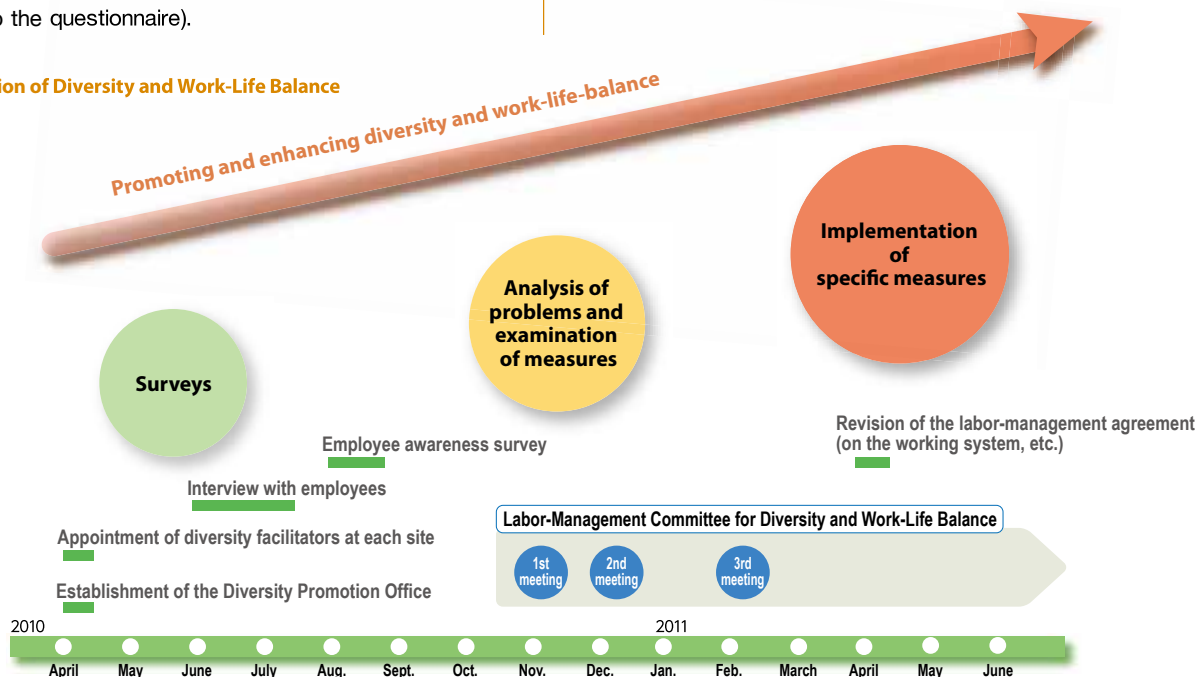 the questionnaire).
Diversity and Work-Life Balance
Promoting and enhancing diversity and work-life-balance
Implementation
of
specific measures
Analysis of
problems and
examination
of measures
Surveys
Revision of the labor-management agreement
(on the working system, etc.)
Employee awareness survey
Interview with employees
Labor-Management Committee for Diversity and Work-Life Balance
Appointment of diversity facilitators at each site
1st
meeting
2nd
meeting
3rd
meeting
Establishment of the Diversity Promotion Office
2010
2011
April May June July Aug. Sept. Oct. Nov. Dec. Jan. Feb. March April May June